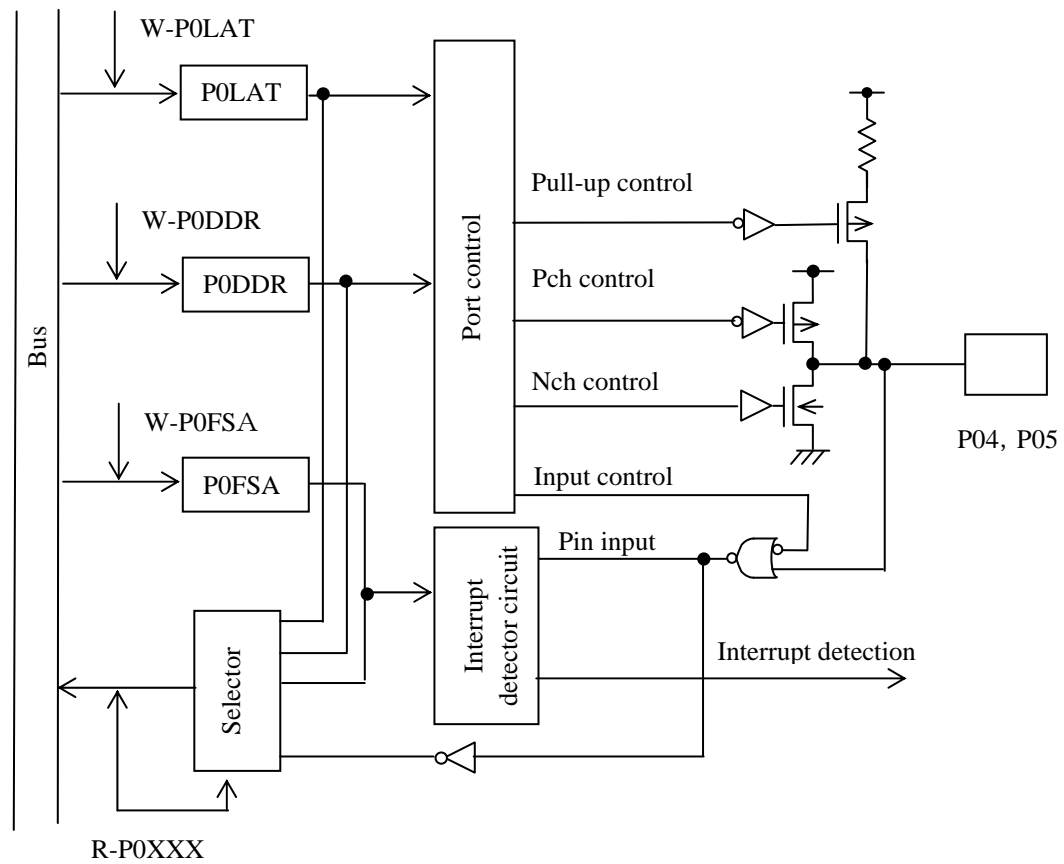 W-P0LAT
P0LAT
W-P0DDR
P0DDR
Bus
W-P0FSA
P0FSA
Port control
Pull-up control
Pch control
Nch control
Input control
P04, P05
Pin input
Interrupt
detector circuit
Interrupt detection
Selector
R-P0XXX